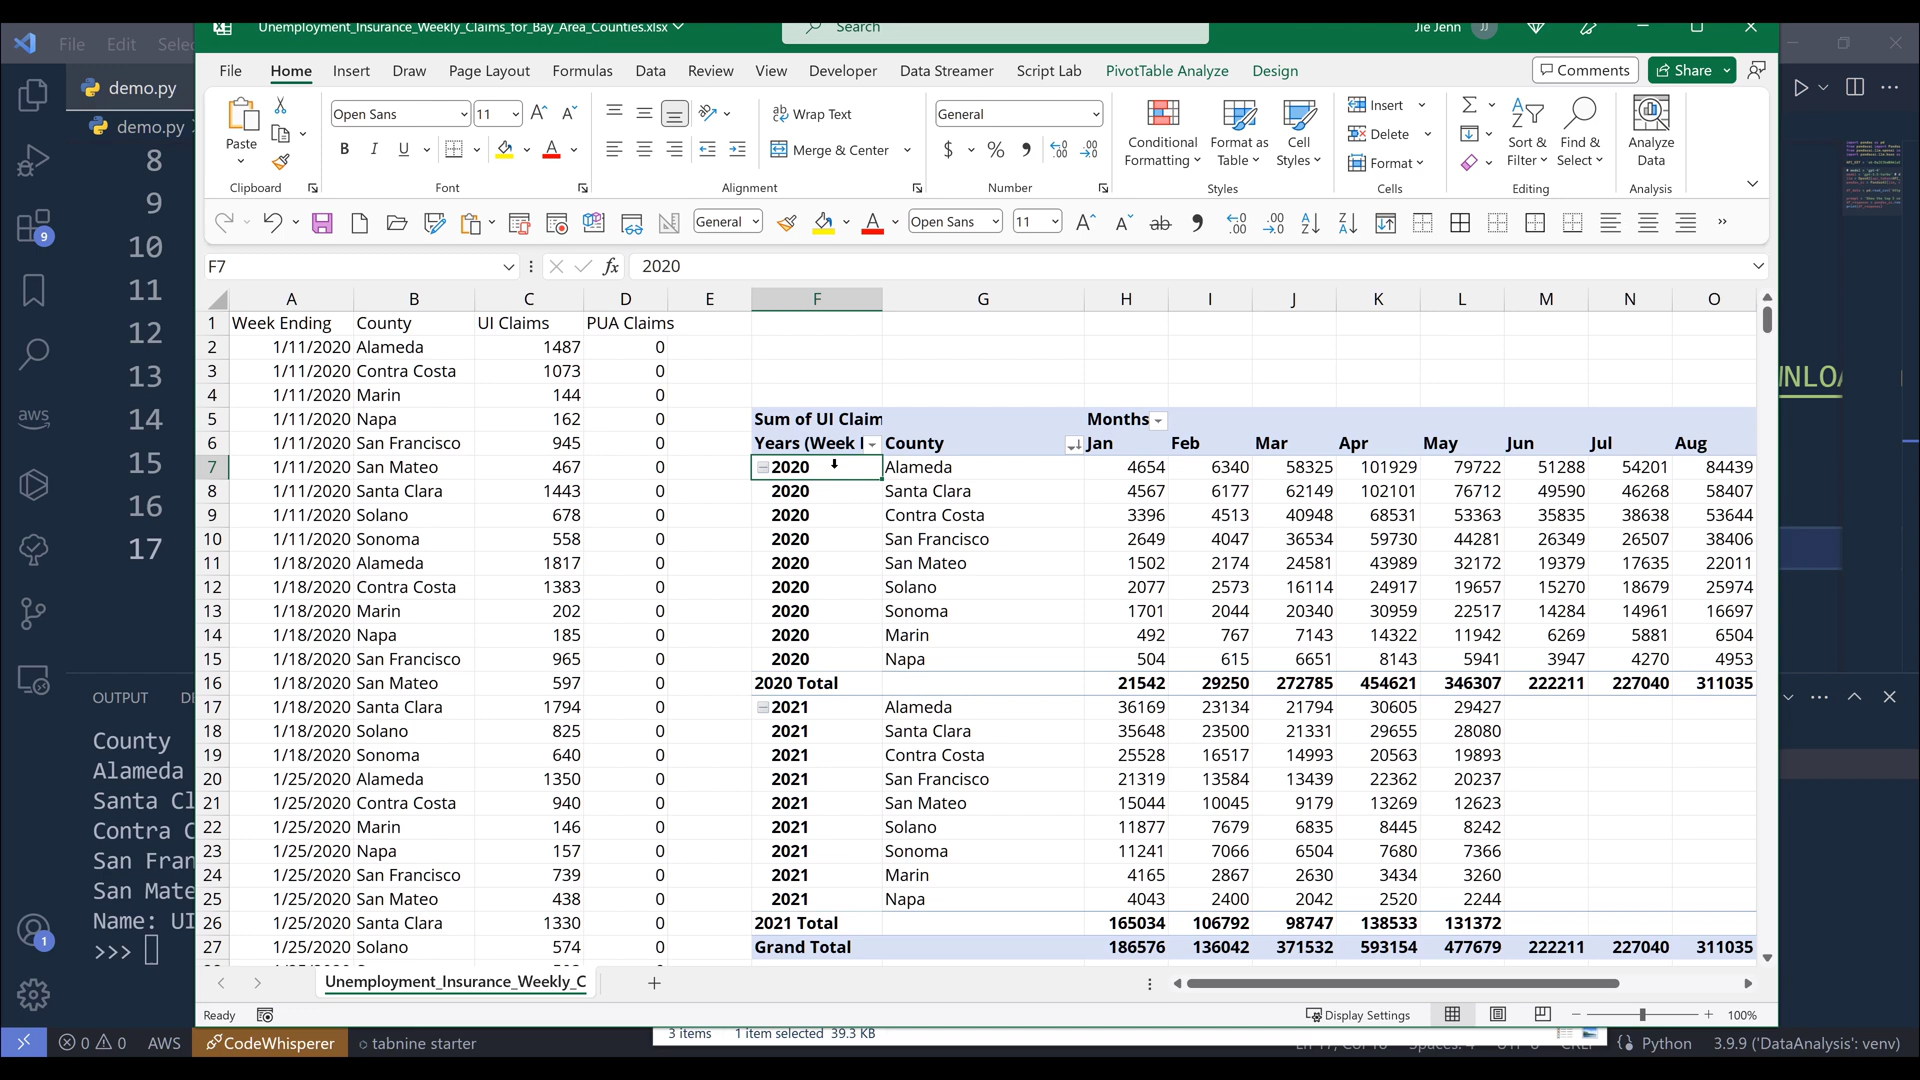 Unemployment_Insurance_Weekly_Claims_for_Bay_Area_Counties.xlsx Search Jie Jenn JJ
File Edit Selec
File Home Insert Draw Page Layout Formulas Data Review View Developer Data Streamer Script Lab PivotTable Analyze Design Comments Share
demo.py
demo.py
Open Sans 11 Wrap Text General Insert
Paste Merge & Center Conditional Formatting Format as Table Cell Styles Delete Sort & Filter Find & Select Analyze Data
Format
Clipboard Font Alignment Number Styles Cells Editing Analysis
General Open Sans 11
F7 2020
A B C D E F G H I J K L M N O
1 Week Ending County UI Claims PUA Claims
2 1/11/2020 Alameda 1487 0
3 1/11/2020 Contra Costa 1073 0
4 1/11/2020 Marin 144 0
5 1/11/2020 Napa 162 0 Sum of UI Claim Months
6 1/11/2020 San Francisco 945 0 Years (Week County Jan Feb Mar Apr May Jun Jul Aug
7 1/11/2020 San Mateo 467 0 2020 Alameda 4654 6340 58325 101929 79722 51288 54201 84439
8 1/11/2020 Santa Clara 1443 0 2020 Santa Clara 4567 6177 62149 102101 76712 49590 46268 58407
9 1/11/2020 Solano 678 0 2020 Contra Costa 3396 4513 40948 68531 53363 35835 38638 53644
10 1/11/2020 Sonoma 558 0 2020 San Francisco 2649 4047 36534 59730 44281 26349 26507 38406
11 1/18/2020 Alameda 1817 0 2020 San Mateo 1502 2174 24581 43989 32172 19379 17635 22011
12 1/18/2020 Contra Costa 1383 0 2020 Solano 2077 2573 16114 24917 19657 15270 18679 25974
13 1/18/2020 Marin 202 0 2020 Sonoma 1701 2044 20340 30959 22517 14284 14961 16697
14 1/18/2020 Napa 185 0 2020 Marin 492 767 7143 14322 11942 6269 5881 6504
15 1/18/2020 San Francisco 965 0 2020 Napa 504 615 6651 8143 5941 3947 4270 4953
16 1/18/2020 San Mateo 597 0 2020 Total 21542 29250 272785 454621 346307 222211 227040 311035
17 1/18/2020 Santa Clara 1794 0 2021 Alameda 36169 23134 21794 30605 29427
18 1/18/2020 Solano 825 0 2021 Santa Clara 35648 23500 21331 29655 28080
19 1/18/2020 Sonoma 640 0 2021 Contra Costa 25528 16517 14993 20563 19893
20 1/25/2020 Alameda 1350 0 2021 San Francisco 21319 13584 13439 22362 20237
21 1/25/2020 Contra Costa 940 0 2021 San Mateo 15044 10045 9179 13269 12623
22 1/25/2020 Marin 146 0 2021 Solano 11877 7679 6835 8445 8242
23 1/25/2020 Napa 157 0 2021 Sonoma 11241 7066 6504 7680 7366
24 1/25/2020 San Francisco 739 0 2021 Marin 4165 2867 2630 3434 3260
25 1/25/2020 San Mateo 438 0 2021 Napa 4043 2400 2042 2520 2244
26 1/25/2020 Santa Clara 1330 0 2021 Total 165034 106792 98747 138533 131372
27 1/25/2020 Solano 574 0 Grand Total 186576 136042 371532 593154 477679 222211 227040 311035
Unemployment_Insurance_Weekly_C
Ready Display Settings 100%
8
9
10
11
12
13 WNLOA
14
15
16
17
9
aws
OUTPUT DE
County
Alameda
Santa Cl
Contra C
San Fran
San Mate
Name: UI
>>>
1
3 items 1 item selected 39.3 KB
0 0 AWS CodeWhisperer tabnine starter Python 3.9.9 ('DataAnalysis': venv)